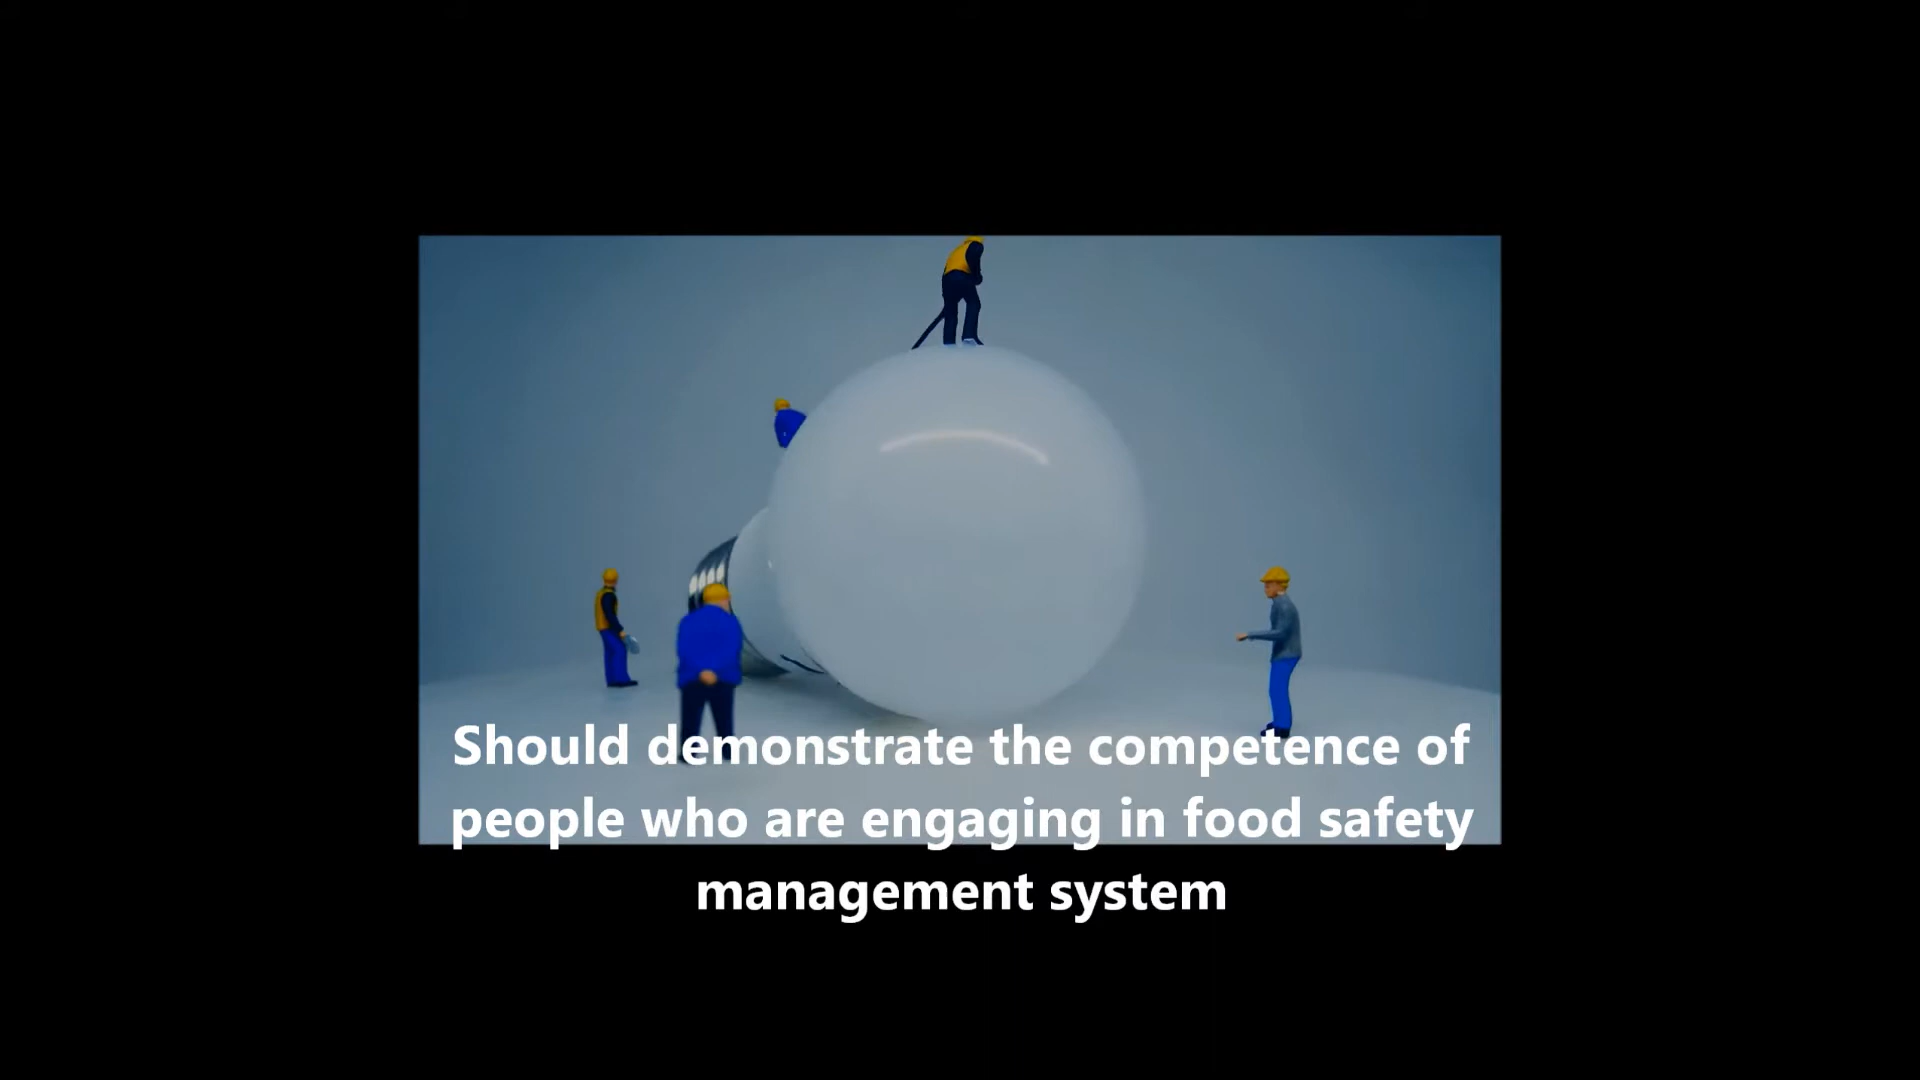 Should demonstrate the competence of
people who are engaging in food safety
management system